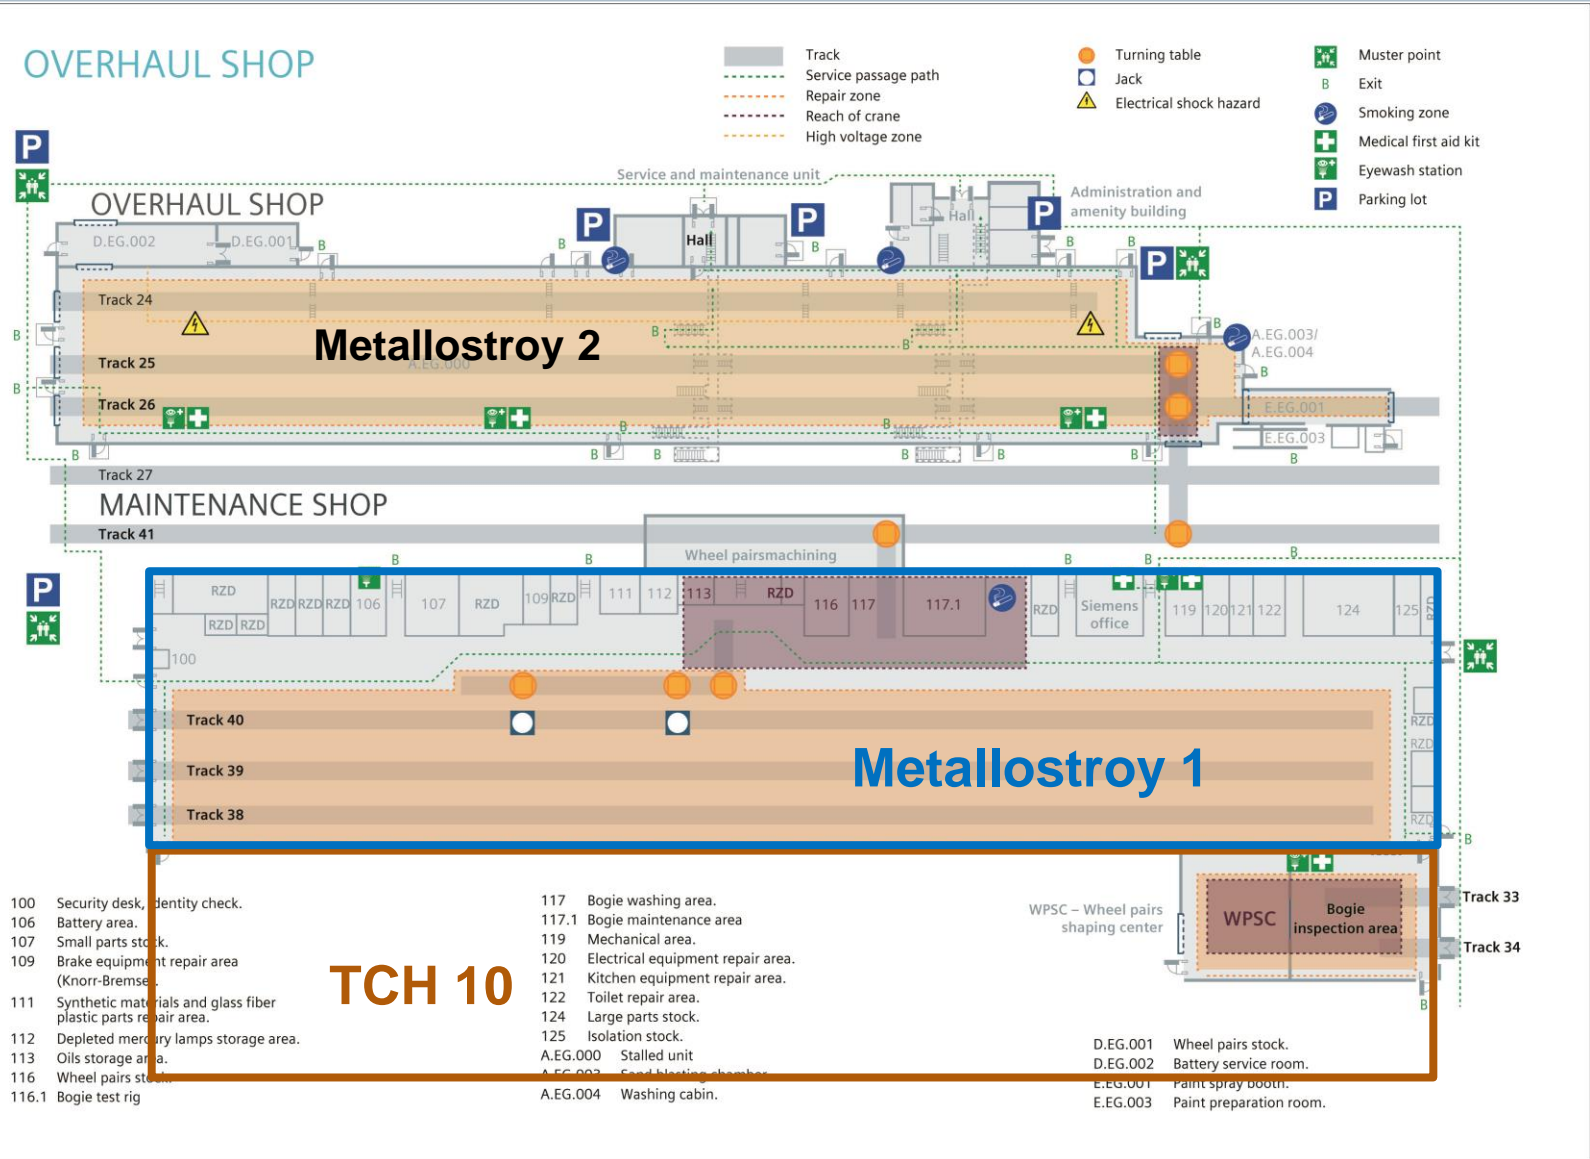 OVERHAUL SHOP
Track
Service passage path
Repair zone
Reach of crane
High voltage zone
Turning table
Jack
Electrical shock hazard
Muster point
B Exit
Smoking zone
Medical first aid kit
Eyewash station
P Parking lot
P
Service and maintenance unit
Administration and
amenity building
OVERHAUL SHOP
D.EG.002
D.EG.001
B
B
P
Hall
P
B
Hall
P
B
B
P
Track 24
Metallostroy 2
B
B
B
B
A.EG.003/
A.EG.004
Track 25
A.EG.000
B
B
Track 26
E.EG.001
B
B
E.EG.003
B
B
B
B
B
B
B
Track 27
MAINTENANCE SHOP
Track 41
Wheel pairsmachining
B
B
B
B
B
P
RZD
RZD RZD RZD 106
107
RZD
109 RZD
111
112
113
RZD
116
117
117.1
RZD
Siemens
office
119
120 121 122
124
125
RZD
RZD RZD
100
Track 40
RZD
RZD
Metallostroy 1
Track 39
Track 38
RZD
B
WPSC – Wheel pairs
shaping center
WPSC
Bogie
inspection area
Track 33
Track 34
B
TCH 10
100 Security desk, identity check.
106 Battery area.
107 Small parts stock.
109 Brake equipment repair area
(Knorr-Bremse).
111 Synthetic materials and glass fiber
plastic parts repair area.
112 Depleted mercury lamps storage area.
113 Oils storage area.
116 Wheel pairs stock.
116.1 Bogie test rig
117 Bogie washing area.
117.1 Bogie maintenance area
119 Mechanical area.
120 Electrical equipment repair area.
121 Kitchen equipment repair area.
122 Toilet repair area.
124 Large parts stock.
125 Isolation stock.
A.EG.000 Stalled unit
A.EG.003 Sand blasting chamber
A.EG.004 Washing cabin.
D.EG.001 Wheel pairs stock.
D.EG.002 Battery service room.
E.EG.001 Paint spray booth.
E.EG.003 Paint preparation room.